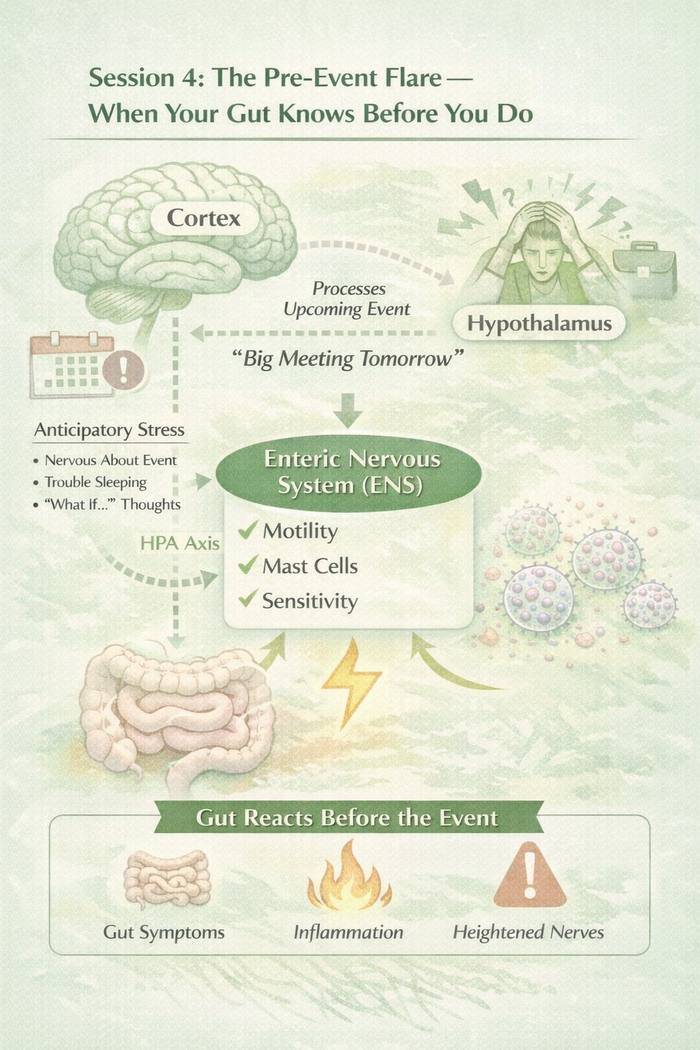 Session 4: The Pre-Event Flare —
When Your Gut Knows Before You Do
Cortex
Processes
Upcoming Event
Hypothalamus
“Big Meeting Tomorrow”
Anticipatory Stress
• Nervous About Event
• Trouble Sleeping
• “What If...”” Thoughts
Enteric Nervous
System (ENS)
HPA Axis
✔ Motility
✔ Mast Cells
✔ Sensitivity
Gut Reacts Before the Event
Gut Symptoms
Inflammation
Heightened Nerves